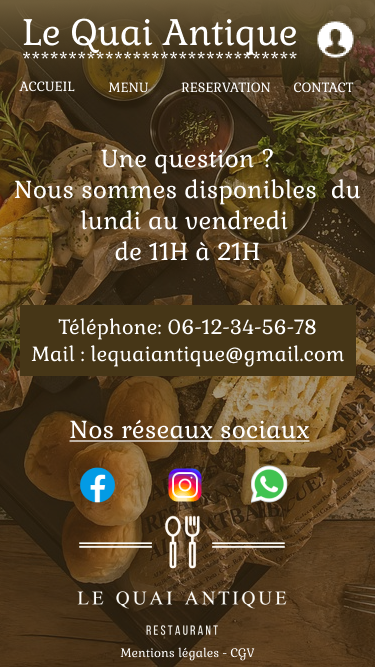 Le Quai Antique
****************************
ACCUEIL MENU RESERVATION CONTACT
Une question ?
Nous sommes disponibles du
lundi au vendredi
de 11H à 21H
Téléphone: 06-12-34-56-78
Mail : lequaiantique@gmail.com
Nos réseaux sociaux
LE QUAI ANTIQUE
RESTAURANT
Mentions légales - CGV